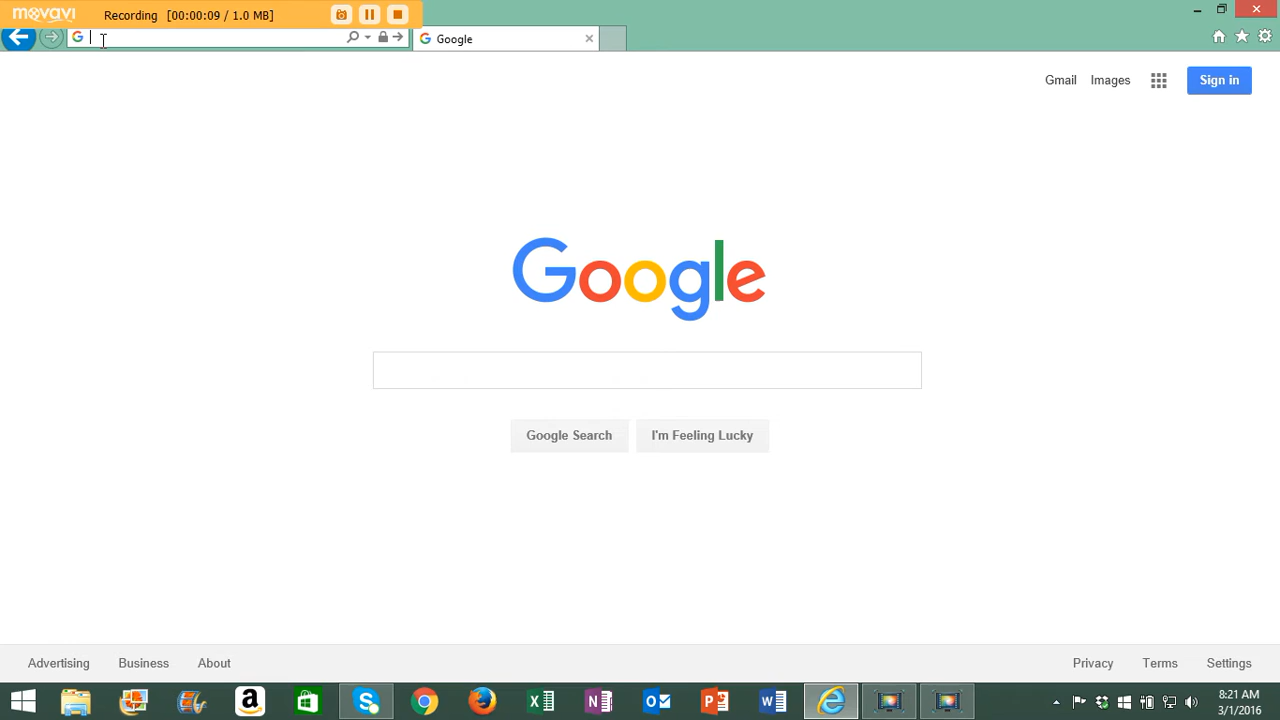 movavi Recording [00:00:09 / 1.0 MB]
Google
Gmail Images Sign in
Google
Google Search I'm Feeling Lucky
Advertising Business About Privacy Terms Settings
8:21 AM
3/1/2016